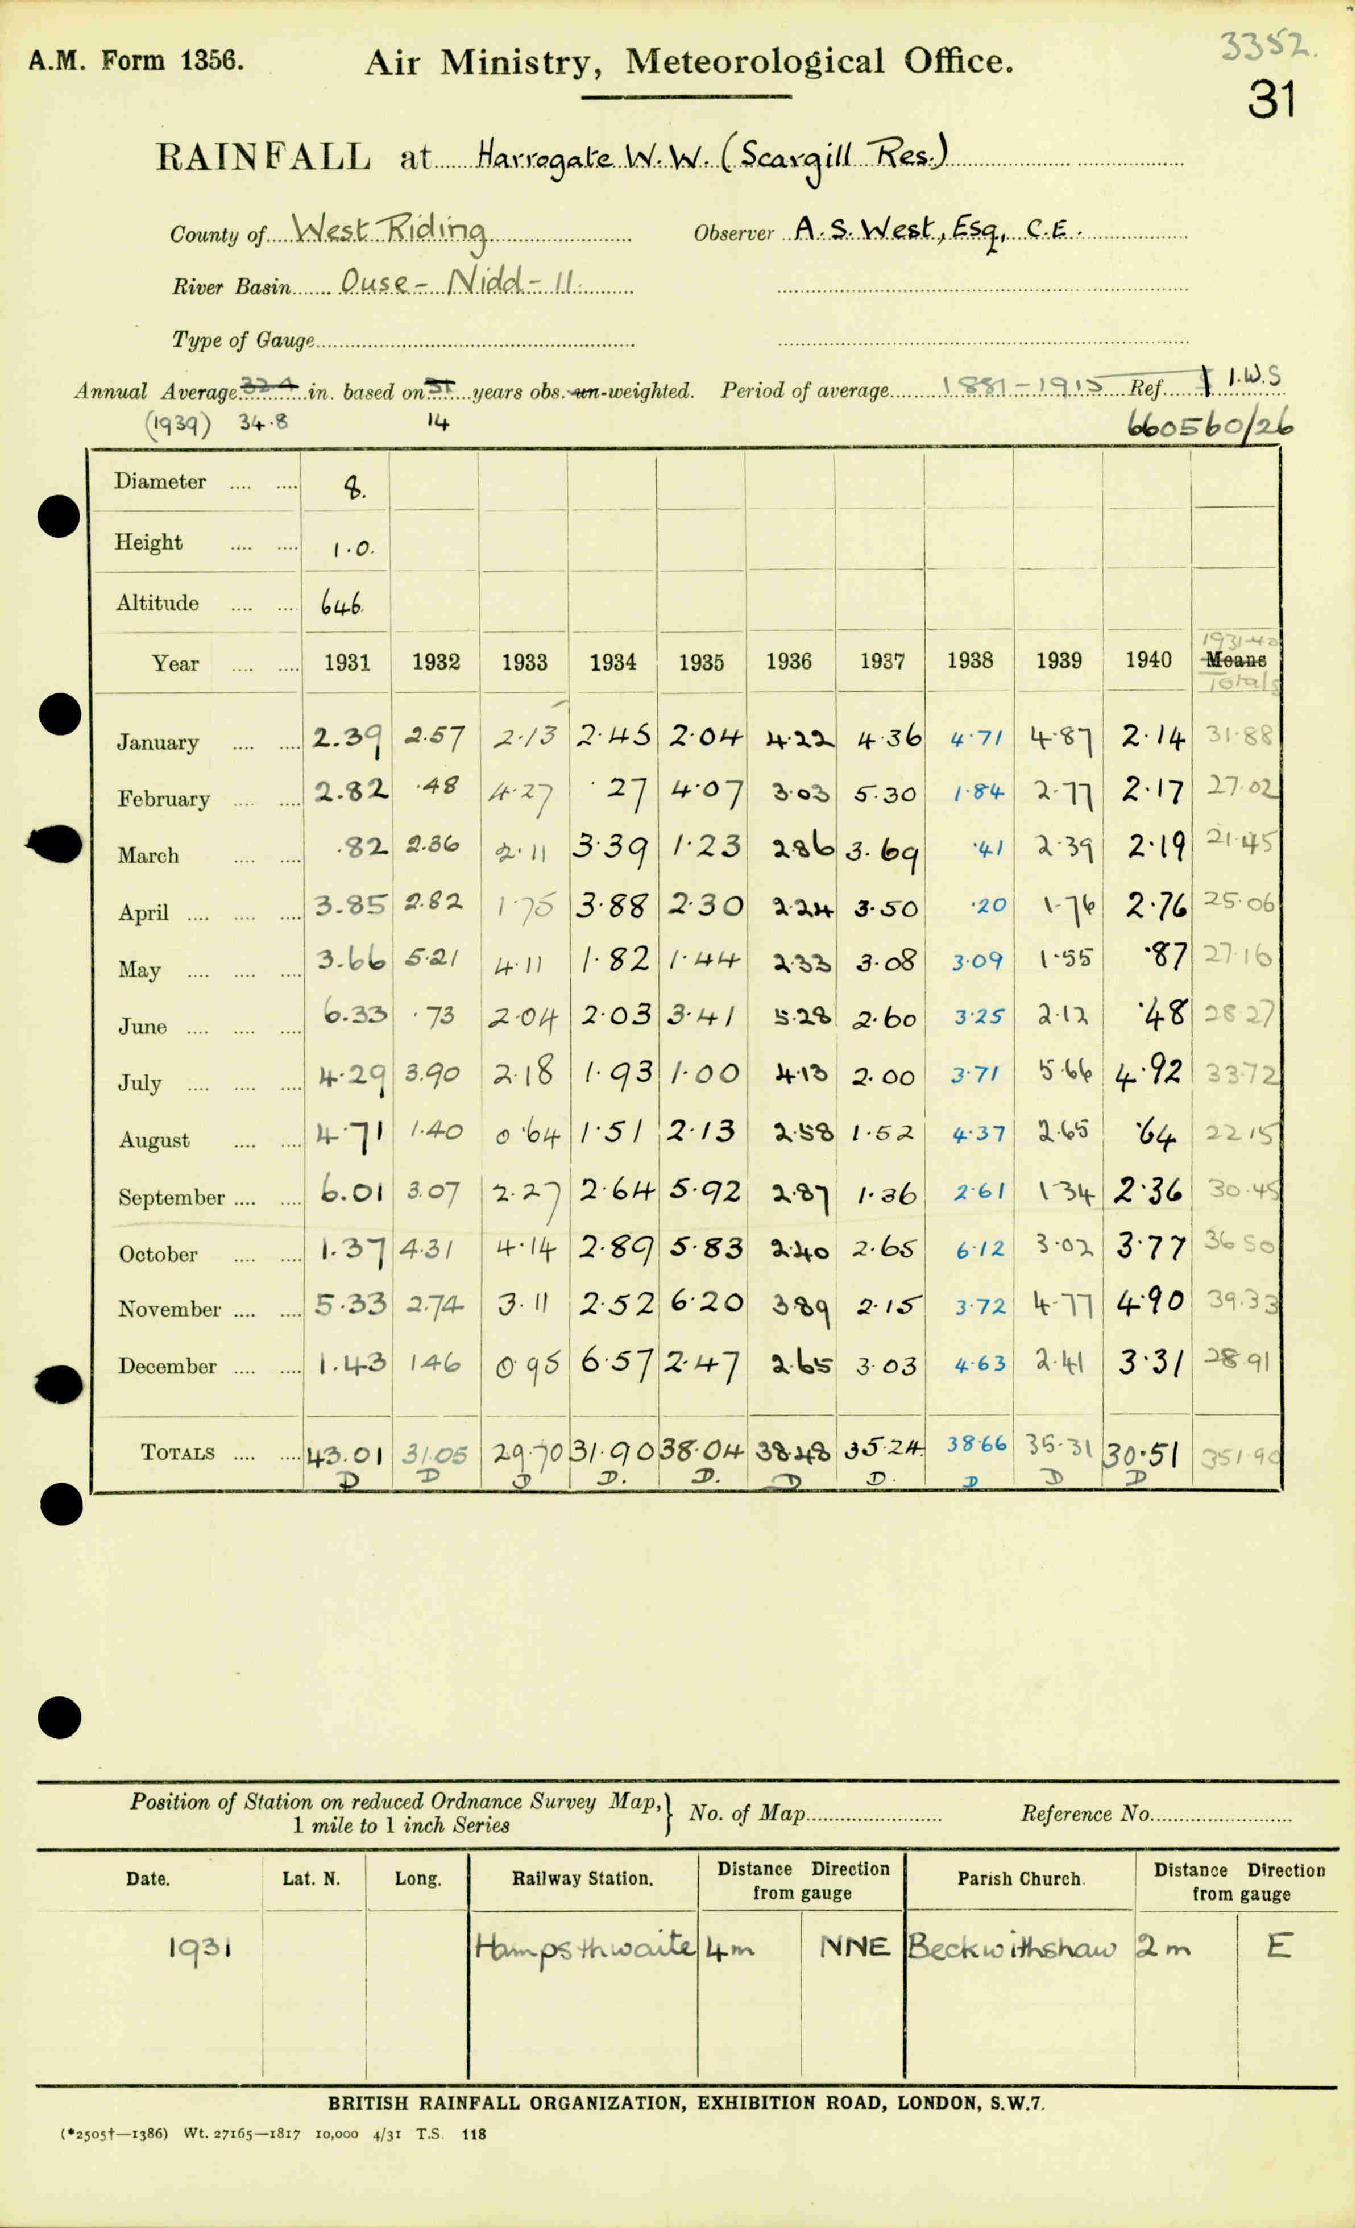 3352.
A.M. Form 1356. Air Ministry, Meteorological Office.
31
RAINFALL at Harrogate W.W. (Scargill Res.)
County of West Riding Observer A.S. West, Esq., C.E.
River Basin Ouse - Nidd - 11.
Type of Gauge
Annual Average 32.4 in. based on 31 years obs. un-weighted. Period of average 1881-1915 Ref. 1 I.W.S
(1939) 34.8 14 660560/26
Diameter 8.
Height 1.0.
Altitude 646.
1931-40
Year 1931 1932 1933 1934 1935 1936 1937 1938 1939 1940 Means
Totals
January 2.39 2.57 2.13 2.45 2.04 4.22 4.36 4.71 4.87 2.14 31.88
February 2.82 .48 4.27 .27 4.07 3.03 5.30 1.84 2.77 2.17 27.02
March .82 2.36 2.11 3.39 1.23 2.86 3.69 .41 2.39 2.19 21.45
April 3.85 2.82 1.75 3.88 2.30 2.24 3.50 .20 1.76 2.76 25.06
May 3.66 5.21 4.11 1.82 1.44 2.33 3.08 3.09 1.55 .87 27.16
June 6.33 .73 2.04 2.03 3.41 5.28 2.60 3.25 2.12 .48 28.27
July 4.29 3.90 2.18 1.93 1.00 4.13 2.00 3.71 5.66 4.92 33.72
August 4.71 1.40 0.64 1.51 2.13 2.58 1.52 4.37 2.65 .64 22.15
September 6.01 3.07 2.27 2.64 5.92 2.87 1.36 2.61 1.34 2.36 30.45
October 1.37 4.31 4.14 2.89 5.83 2.40 2.65 6.12 3.02 3.77 36.50
November 5.33 2.74 3.11 2.52 6.20 3.89 2.15 3.72 4.77 4.90 39.33
December 1.43 1.46 0.95 6.57 2.47 2.65 3.03 4.63 2.41 3.31 28.91
TOTALS 43.01 31.05 29.70 31.90 38.04 38.48 35.24 38.66 35.31 30.51 351.90
D D D D. D. D D. D D D
Position of Station on reduced Ordnance Survey Map, } No. of Map Reference No.
1 mile to 1 inch Series
Date. Lat. N. Long. Railway Station. Distance Direction from gauge Parish Church. Distance Direction from gauge
1931 Hampsthwaite 4m NNE Beckwithshaw 2m E
BRITISH RAINFALL ORGANIZATION, EXHIBITION ROAD, LONDON, S.W.7.
(*2505†—1386) Wt. 27165—1817 10,000 4/31 T.S. 118